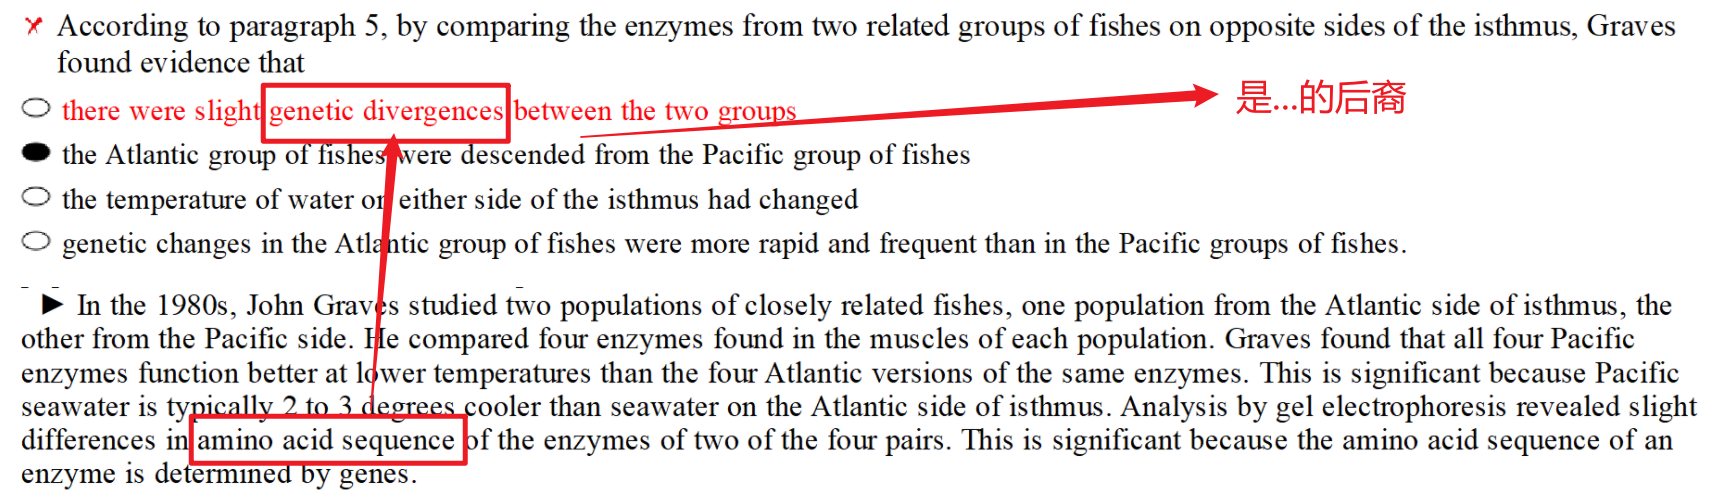 According to paragraph 5, by comparing the enzymes from two related groups of fishes on opposite sides of the isthmus, Graves
found evidence that
there were slight genetic divergences between the two groups
是...的后裔
the Atlantic group of fishes were descended from the Pacific group of fishes
the temperature of water on either side of the isthmus had changed
genetic changes in the Atlantic group of fishes were more rapid and frequent than in the Pacific groups of fishes.
► In the 1980s, John Graves studied two populations of closely related fishes, one population from the Atlantic side of isthmus, the
other from the Pacific side. He compared four enzymes found in the muscles of each population. Graves found that all four Pacific
enzymes function better at lower temperatures than the four Atlantic versions of the same enzymes. This is significant because Pacific
seawater is typically 2 to 3 degrees cooler than seawater on the Atlantic side of isthmus. Analysis by gel electrophoresis revealed slight
differences in amino acid sequence of the enzymes of two of the four pairs. This is significant because the amino acid sequence of an
enzyme is determined by genes.